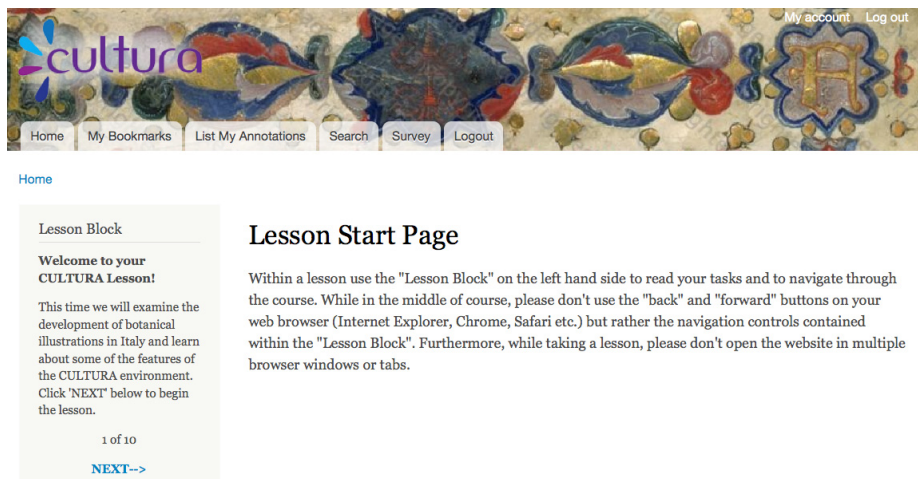 My account Log out
cultura
Home My Bookmarks List My Annotations Search Survey Logout
Home
Lesson Block
Welcome to your
CULTURA Lesson!
This time we will examine the
development of botanical
illustrations in Italy and learn
about some of the features of
the CULTURA environment.
Click 'NEXT' below to begin
the lesson.
1 of 10
NEXT-->
Lesson Start Page
Within a lesson use the "Lesson Block" on the left hand side to read your tasks and to navigate through
the course. While in the middle of course, please don't use the "back" and "forward" buttons on your
web browser (Internet Explorer, Chrome, Safari etc.) but rather the navigation controls contained
within the "Lesson Block". Furthermore, while taking a lesson, please don't open the website in multiple
browser windows or tabs.